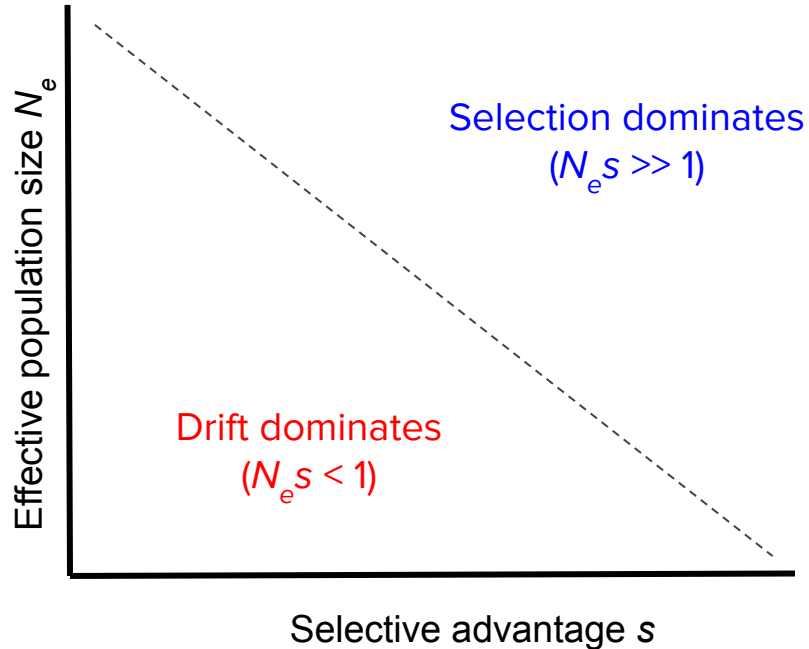 Effective population size Nₑ
Selection dominates
(Nₑs >> 1)
Drift dominates
(Nₑs < 1)
Selective advantage s